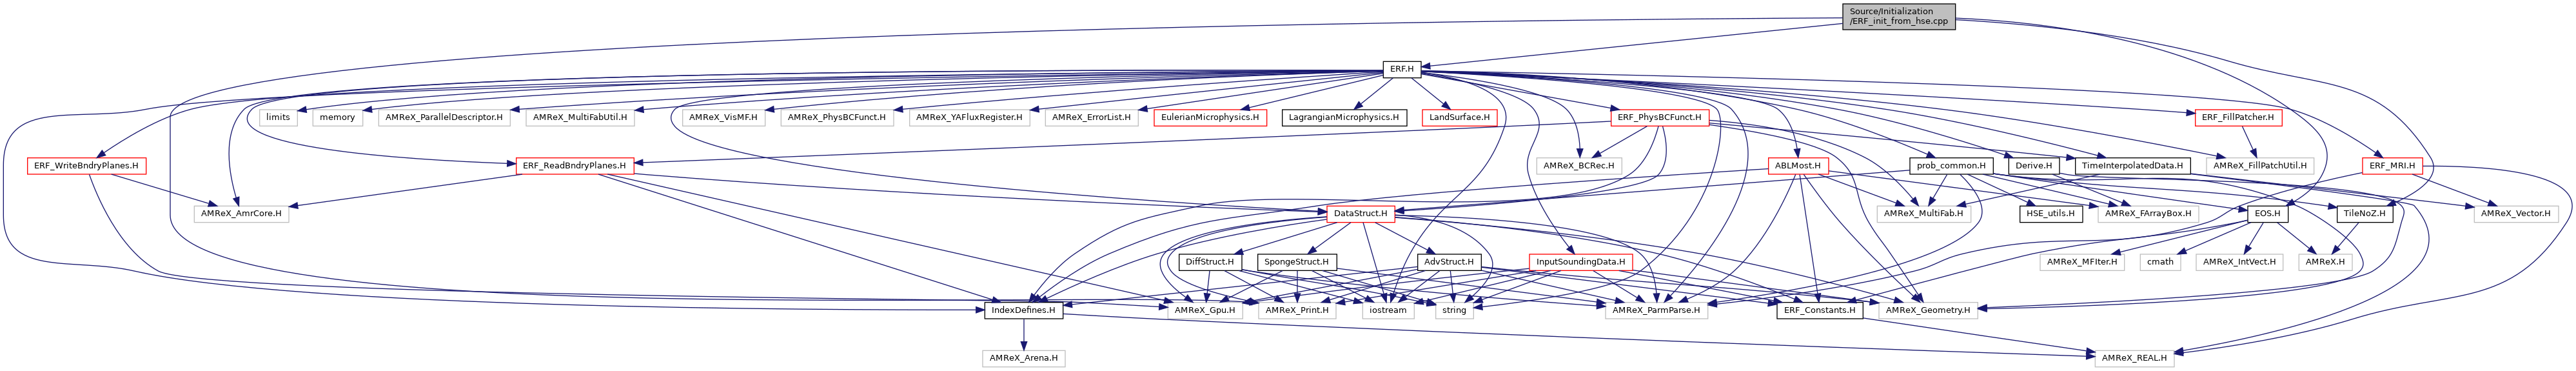 Source/Initialization
/ERF_init_from_hse.cpp
ERF.H
limits
memory
AMReX_ParallelDescriptor.H
AMReX_MultiFabUtil.H
AMReX_VisMF.H
AMReX_PhysBCFunct.H
AMReX_YAFluxRegister.H
AMReX_ErrorList.H
EulerianMicrophysics.H
LagrangianMicrophysics.H
LandSurface.H
ERF_PhysBCFunct.H
ERF_FillPatcher.H
ERF_WriteBndryPlanes.H
ERF_ReadBndryPlanes.H
AMReX_BCRec.H
ABLMost.H
prob_common.H
Derive.H
TimeInterpolatedData.H
AMReX_FillPatchUtil.H
ERF_MRI.H
AMReX_AmrCore.H
DataStruct.H
AMReX_MultiFab.H
HSE_utils.H
AMReX_FArrayBox.H
EOS.H
TileNoZ.H
AMReX_Vector.H
DiffStruct.H
SpongeStruct.H
AdvStruct.H
InputSoundingData.H
AMReX_MFIter.H
cmath
AMReX_IntVect.H
AMReX.H
IndexDefines.H
AMReX_Gpu.H
AMReX_Print.H
iostream
string
AMReX_ParmParse.H
ERF_Constants.H
AMReX_Geometry.H
AMReX_Arena.H
AMReX_REAL.H